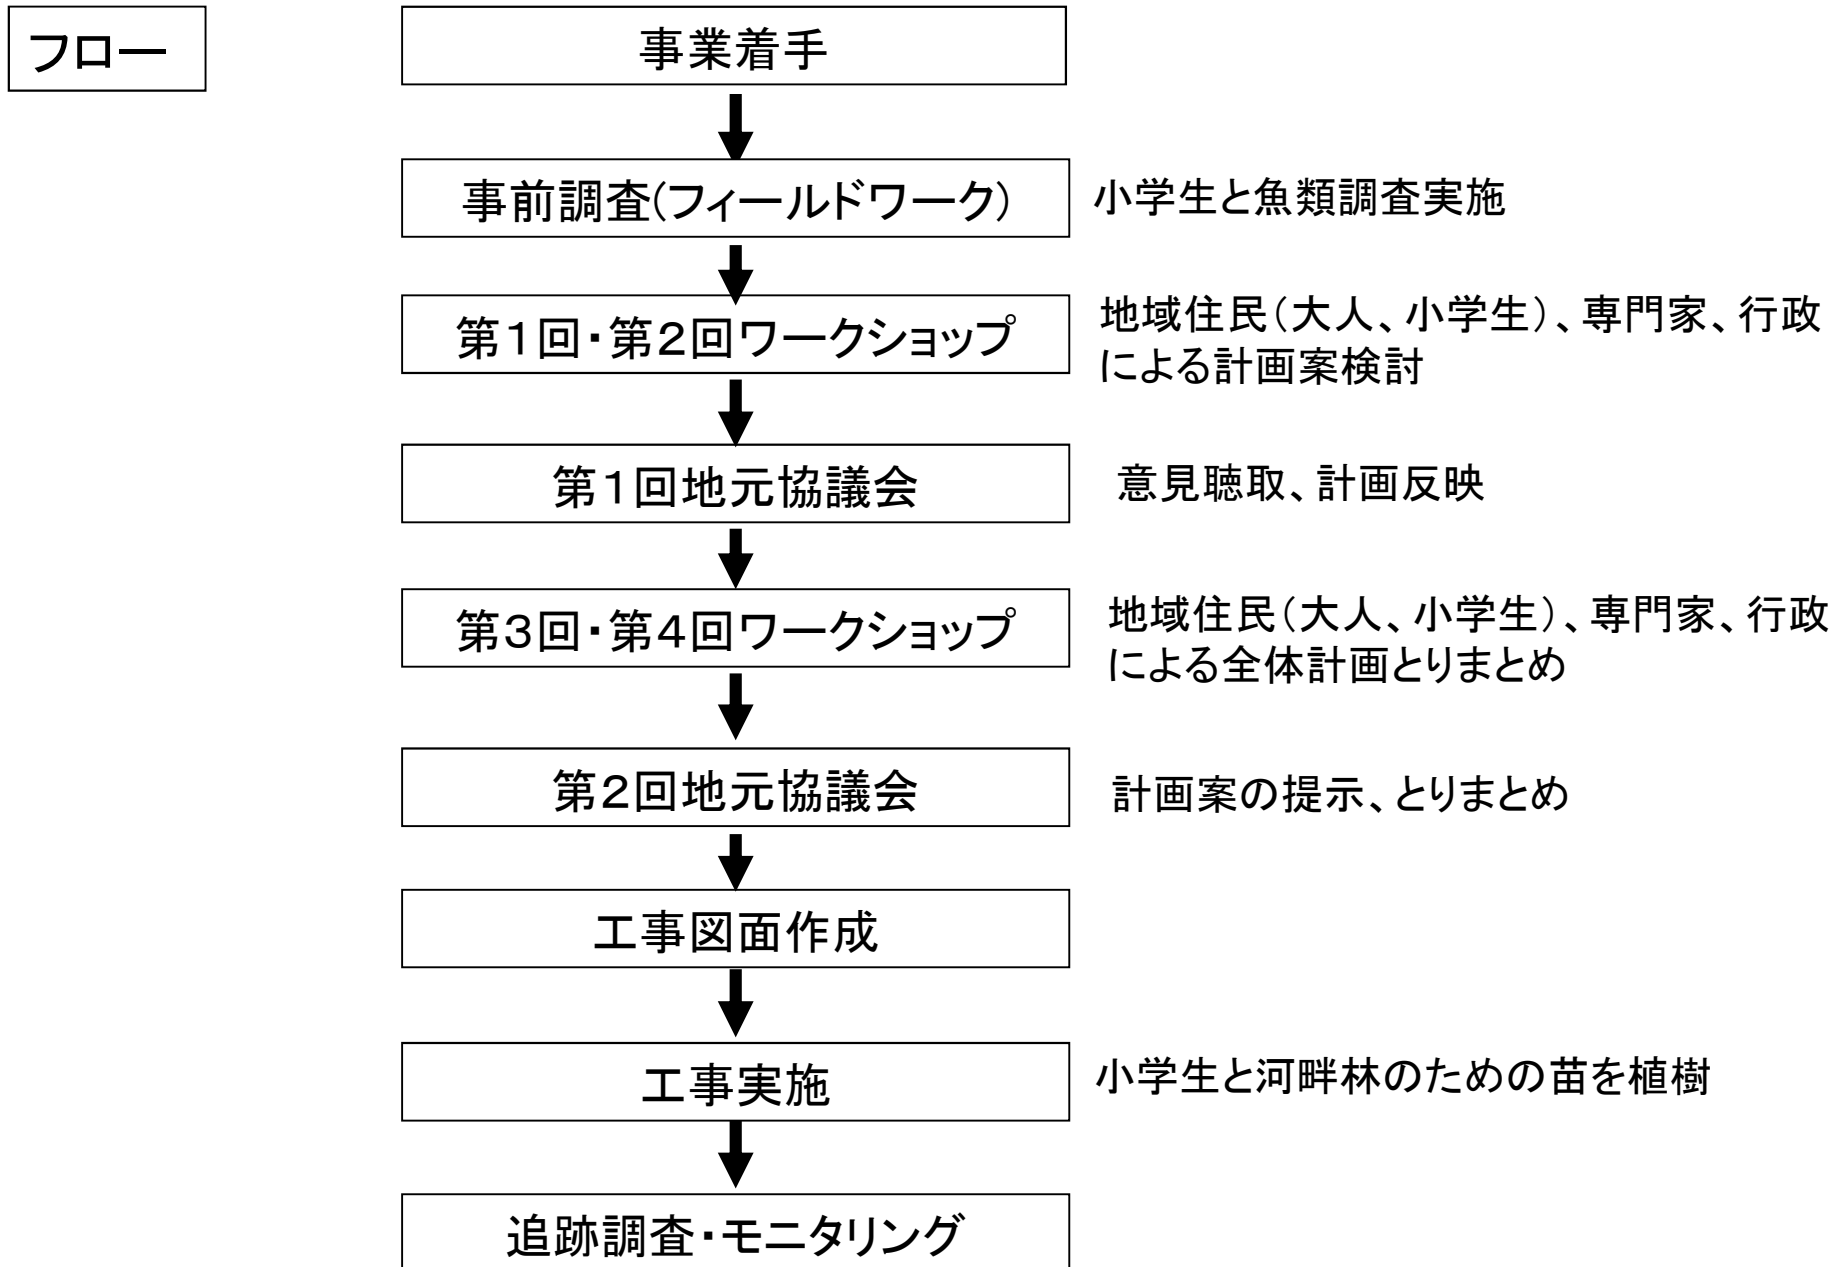 フロー
事業着手
事前調査(フィールドワーク)
小学生と魚類調査実施
第1回・第2回ワークショップ
地域住民(大人、小学生)、専門家、行政
による計画案検討
第1回地元協議会
意見聴取、計画反映
第3回・第4回ワークショップ
地域住民(大人、小学生)、専門家、行政
による全体計画とりまとめ
第2回地元協議会
計画案の提示、とりまとめ
工事図面作成
工事実施
小学生と河畔林のための苗を植樹
追跡調査・モニタリング